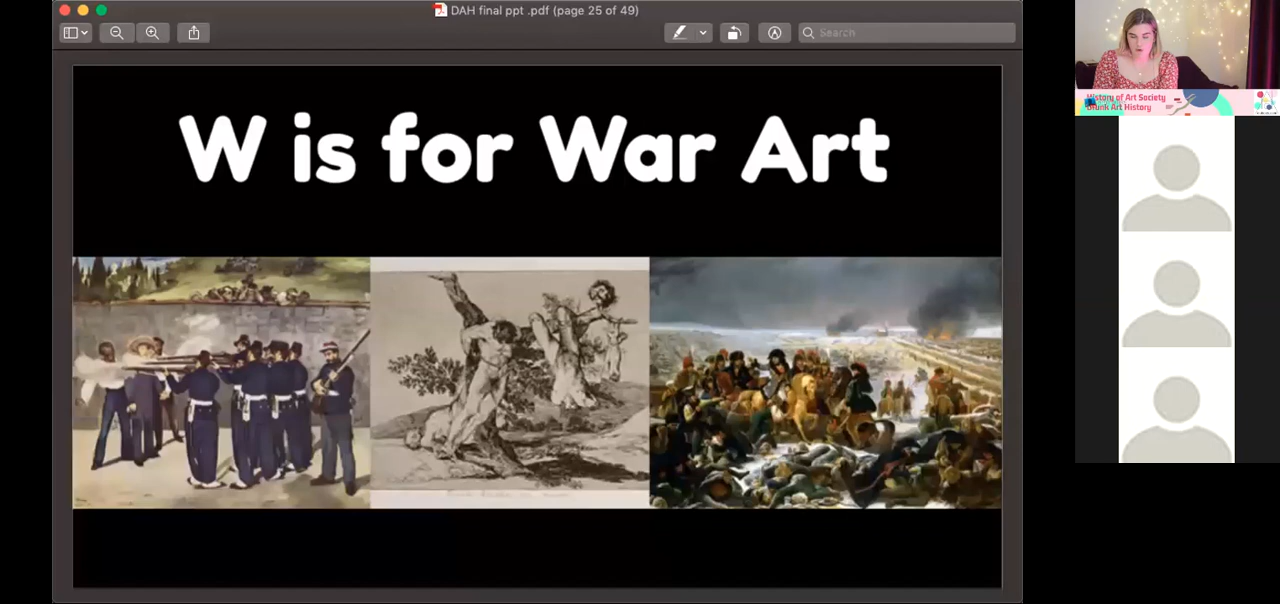 DAH final ppt .pdf (page 25 of 49)
Search
W is for War Art
History of Art Society
Drunk Art History